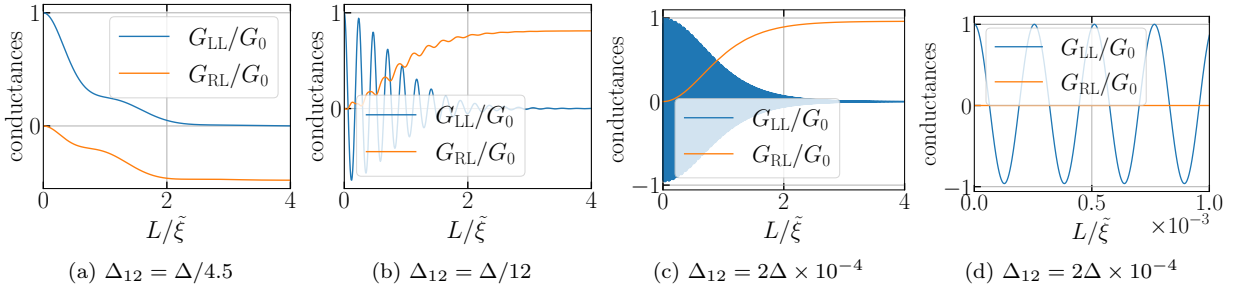 conductances
1
0
G_LL/G_0
G_RL/G_0
0 2 4
L/ξ̃
(a) Δ_12 = Δ/4.5
conductances
1
0
G_LL/G_0
G_RL/G_0
0 1 2 3 4
L/ξ̃
(b) Δ_12 = Δ/12
conductances
1
0
−1
G_LL/G_0
G_RL/G_0
0 2 4
L/ξ̃
(c) Δ_12 = 2Δ × 10^−4
conductances
1
0
−1
G_LL/G_0
G_RL/G_0
0.0 0.5 1.0
×10^−3
L/ξ̃
(d) Δ_12 = 2Δ × 10^−4